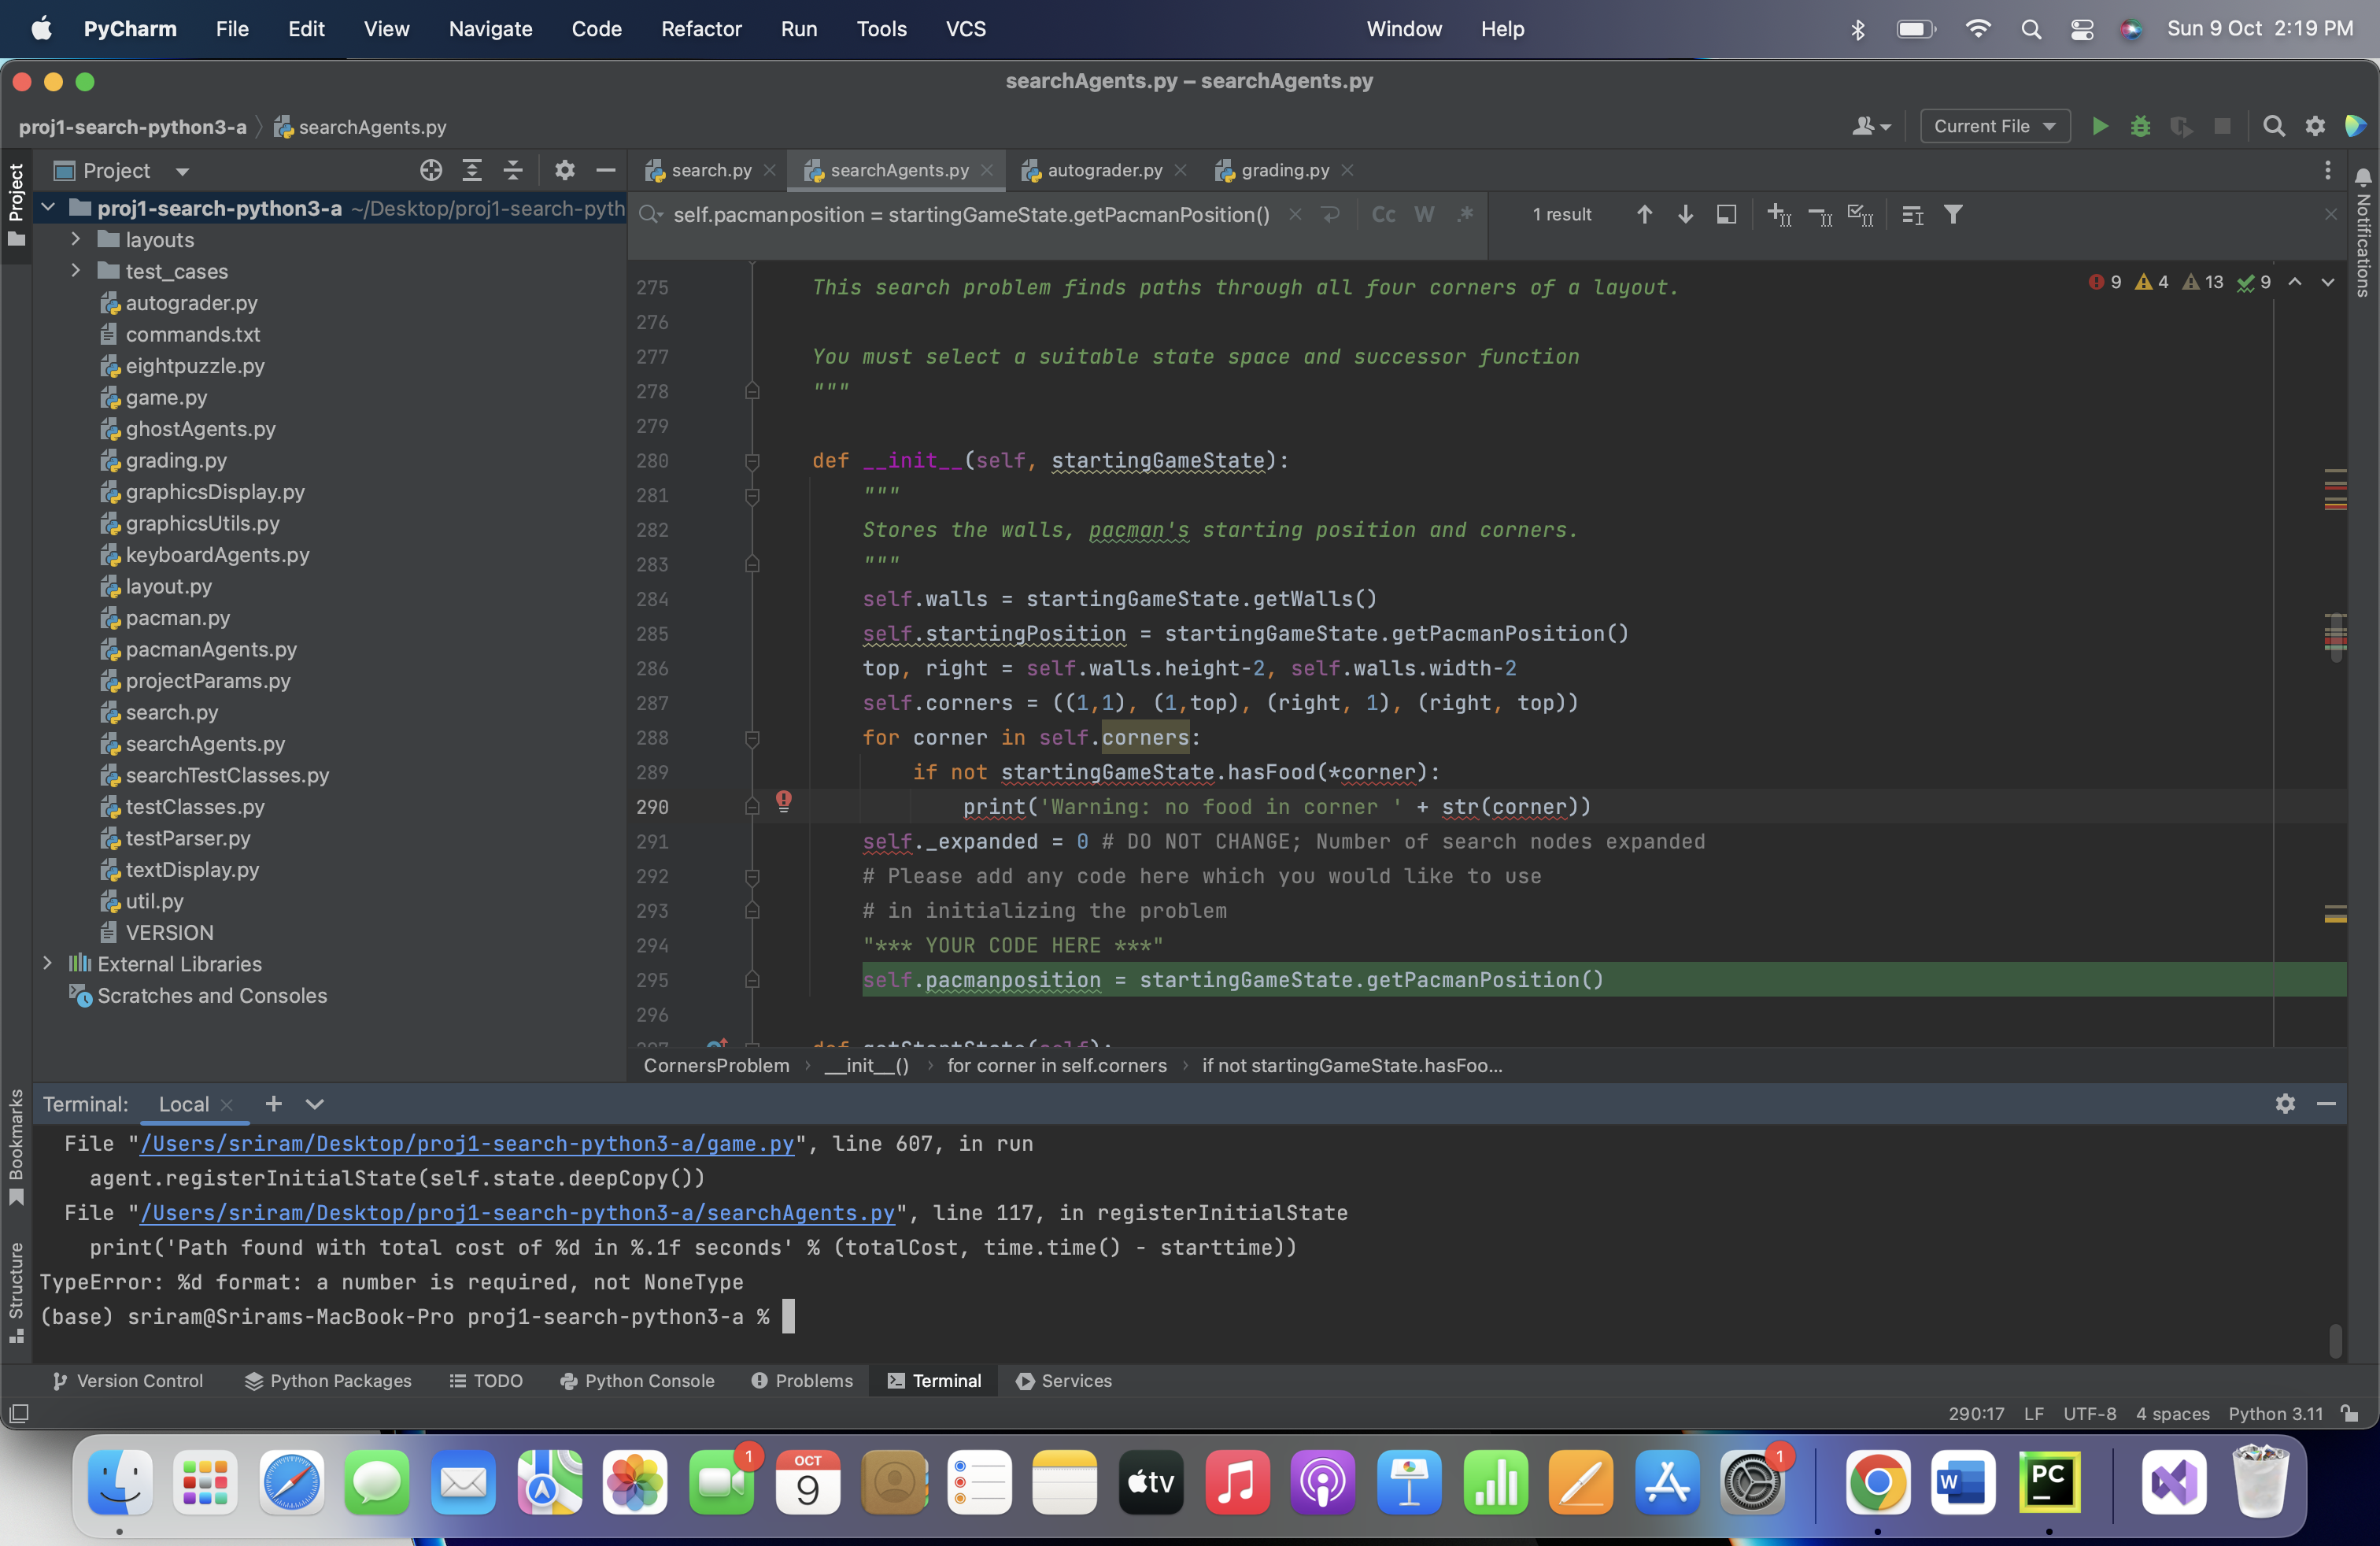 PyCharm File Edit View Navigate Code Refactor Run Tools VCS Window Help Sun 9 Oct 2:19 PM
searchAgents.py – searchAgents.py
proj1-search-python3-a searchAgents.py Current File
Project
Project
search.py searchAgents.py autograder.py grading.py
Notifications
self.pacmanposition = startingGameState.getPacmanPosition() Cc W .* 1 result
9 4 13 9
proj1-search-python3-a ~/Desktop/proj1-search-pyth
layouts
test_cases
autograder.py
commands.txt
eightpuzzle.py
game.py
ghostAgents.py
grading.py
graphicsDisplay.py
graphicsUtils.py
keyboardAgents.py
layout.py
pacman.py
pacmanAgents.py
projectParams.py
search.py
searchAgents.py
searchTestClasses.py
testClasses.py
testParser.py
textDisplay.py
util.py
VERSION
External Libraries
Scratches and Consoles
275 This search problem finds paths through all four corners of a layout.
276
277 You must select a suitable state space and successor function
278 """
279
280 def __init__(self, startingGameState):
281 """
282 Stores the walls, pacman's starting position and corners.
283 """
284 self.walls = startingGameState.getWalls()
285 self.startingPosition = startingGameState.getPacmanPosition()
286 top, right = self.walls.height-2, self.walls.width-2
287 self.corners = ((1,1), (1,top), (right, 1), (right, top))
288 for corner in self.corners:
289 if not startingGameState.hasFood(*corner):
290 print('Warning: no food in corner ' + str(corner))
291 self._expanded = 0 # DO NOT CHANGE; Number of search nodes expanded
292 # Please add any code here which you would like to use
293 # in initializing the problem
294 "*** YOUR CODE HERE ***"
295 self.pacmanposition = startingGameState.getPacmanPosition()
296
297 def getStartState(self):
CornersProblem __init__() for corner in self.corners if not startingGameState.hasFoo...
Terminal: Local
File "/Users/sriram/Desktop/proj1-search-python3-a/game.py", line 607, in run
agent.registerInitialState(self.state.deepCopy())
File "/Users/sriram/Desktop/proj1-search-python3-a/searchAgents.py", line 117, in registerInitialState
print('Path found with total cost of %d in %.1f seconds' % (totalCost, time.time() - starttime))
TypeError: %d format: a number is required, not NoneType
(base) sriram@Srirams-MacBook-Pro proj1-search-python3-a %
Bookmarks
Structure
Version Control Python Packages TODO Python Console Problems Terminal Services
290:17 LF UTF-8 4 spaces Python 3.11
1
OCT
9
tv
1
W
PC